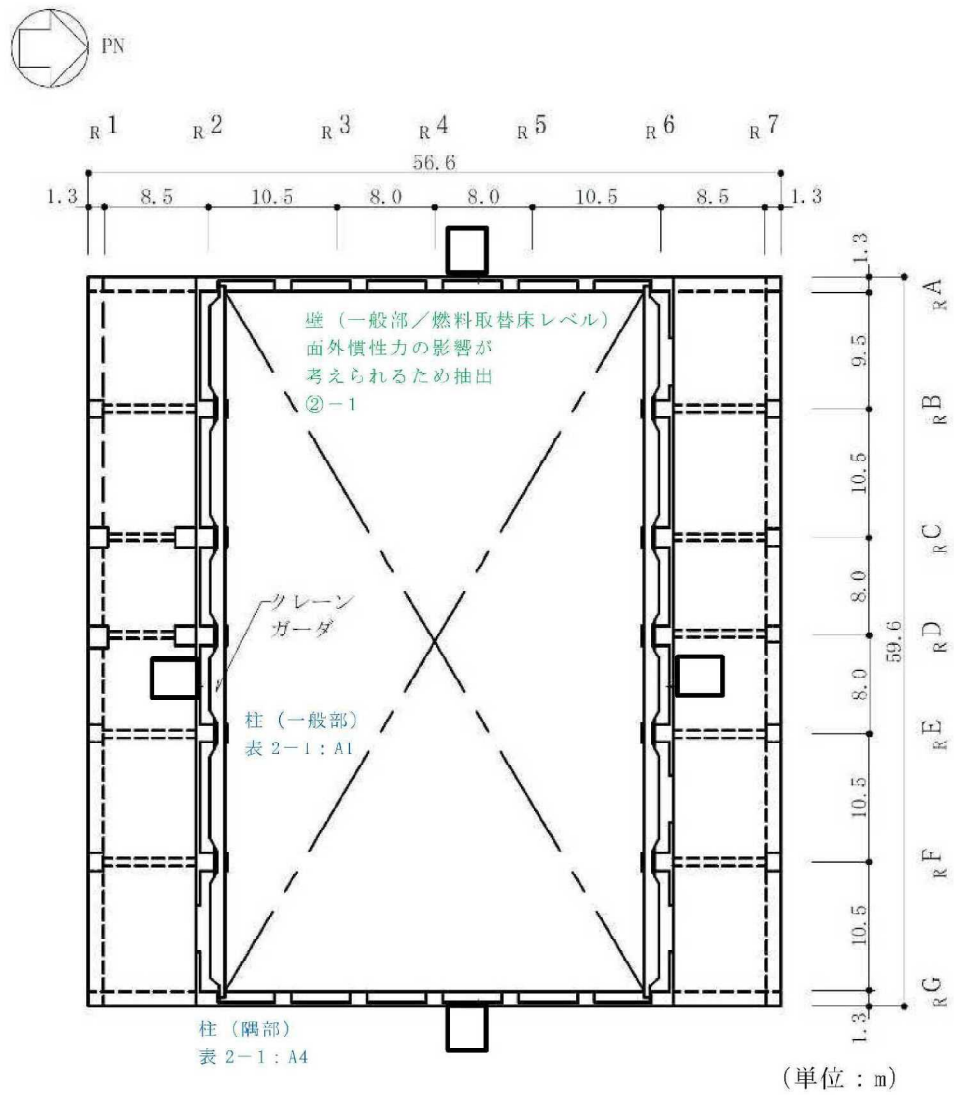 PN
R1 R2 R3 R4 R5 R6 R7
56.6
1.3 8.5 10.5 8.0 8.0 10.5 8.5 1.3
1.3
RA
9.5
RB
10.5
RC
8.0
RD
59.6
8.0
RE
10.5
RF
10.5
RG
1.3
壁（一般部／燃料取替床レベル）
面外慣性力の影響が
考えられるため抽出
②－1
クレーン
ガーダ
柱（一般部）
表 2－1：A1
柱（隅部）
表 2－1：A4
(単位：m)